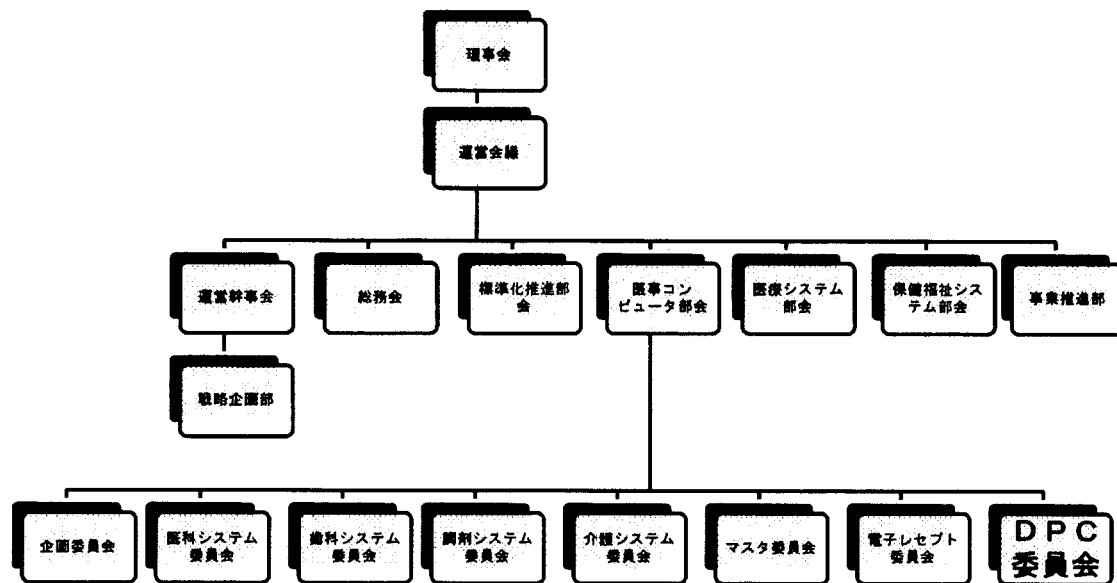 理事会
運営会議
運営幹事会
総務会
標準化推進部
会
医事コン
ピュータ部会
医療システム
部会
保健福祉シス
テム部会
事業推進部
戦略企画部
企画委員会
医科システム
委員会
歯科システム
委員会
調剤システム
委員会
介護システム
委員会
マスタ委員会
電子レセプト
委員会
DPC
委員会